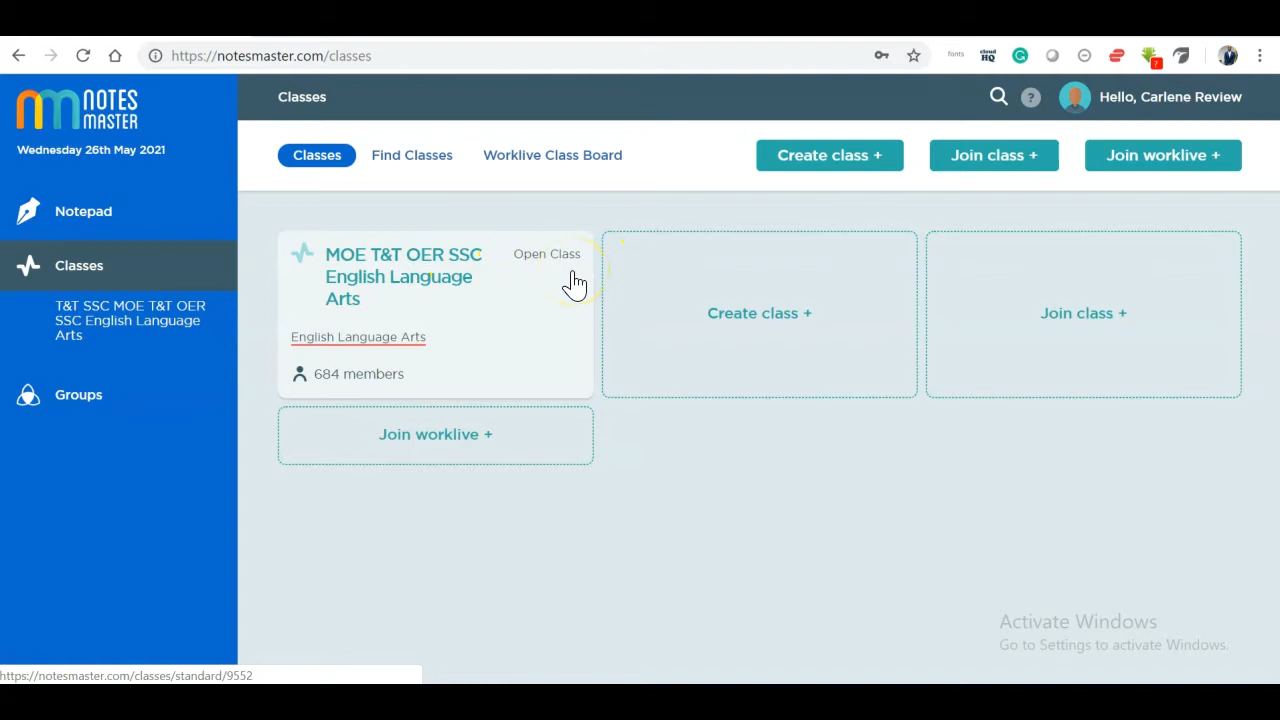 https://notesmaster.com/classes
fonts
cloud
HQ
?
NOTES
MASTER
Classes
?
Hello, Carlene Review
Wednesday 26th May 2021
Classes
Find Classes
Worklive Class Board
Create class +
Join class +
Join worklive +
Notepad
Classes
T&T SSC MOE T&T OER
SSC English Language
Arts
Groups
MOE T&T OER SSC
English Language
Arts
Open Class
English Language Arts
684 members
Create class +
Join class +
Join worklive +
Activate Windows
Go to Settings to activate Windows.
https://notesmaster.com/classes/standard/9552